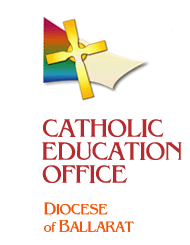 CATHOLIC
EDUCATION
OFFICE
DIOCESE
OF BALLARAT